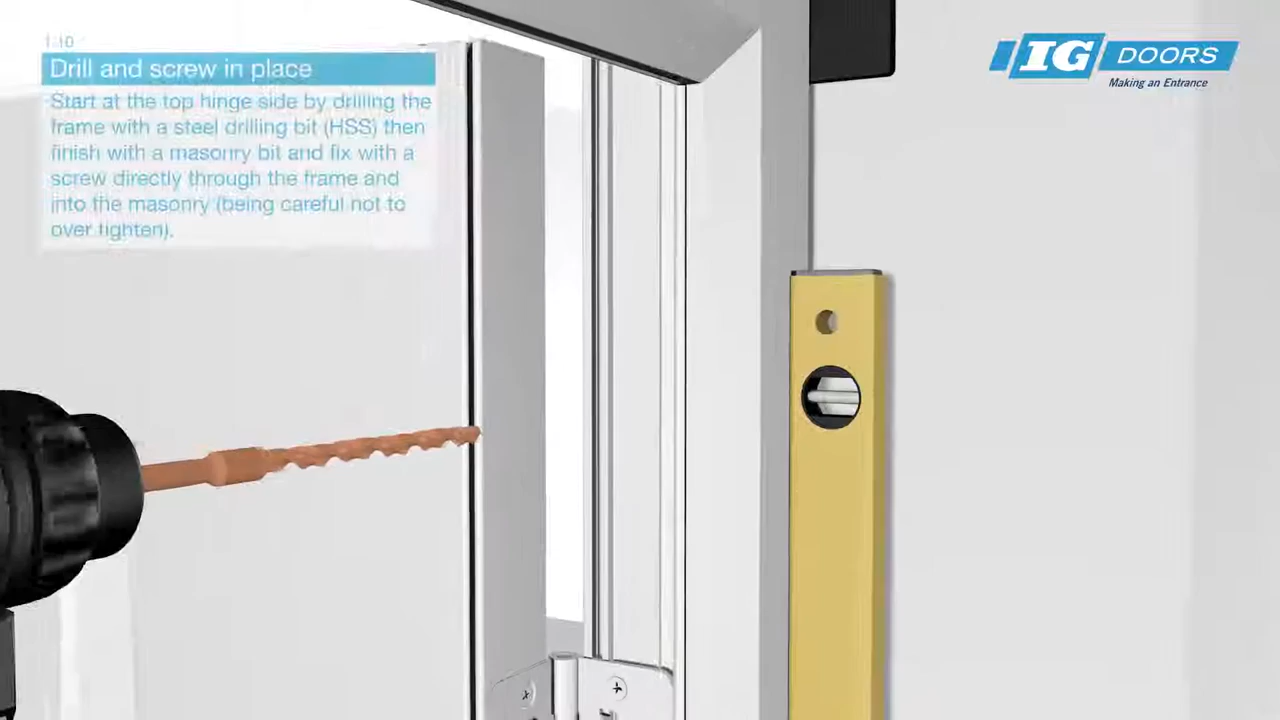 1.10
Drill and screw in place
Start at the top hinge side by drilling the
frame with a steel drilling bit (HSS) then
finish with a masonry bit and fix with a
screw directly through the frame and
into the masonry (being careful not to
over tighten).
IG DOORS
Making an Entrance